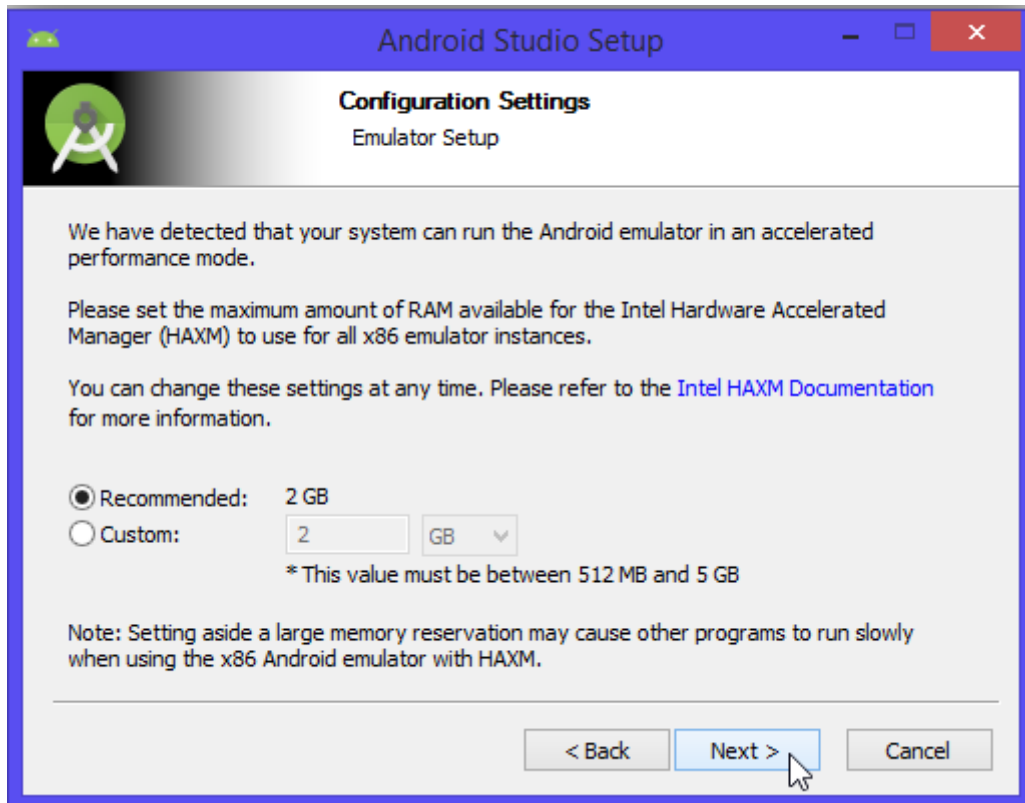 Android Studio Setup
Configuration Settings
Emulator Setup
We have detected that your system can run the Android emulator in an accelerated
performance mode.
Please set the maximum amount of RAM available for the Intel Hardware Accelerated
Manager (HAXM) to use for all x86 emulator instances.
You can change these settings at any time. Please refer to the Intel HAXM Documentation
for more information.
Recommended: 2 GB
Custom: 2 GB
* This value must be between 512 MB and 5 GB
Note: Setting aside a large memory reservation may cause other programs to run slowly
when using the x86 Android emulator with HAXM.
< Back Next > Cancel